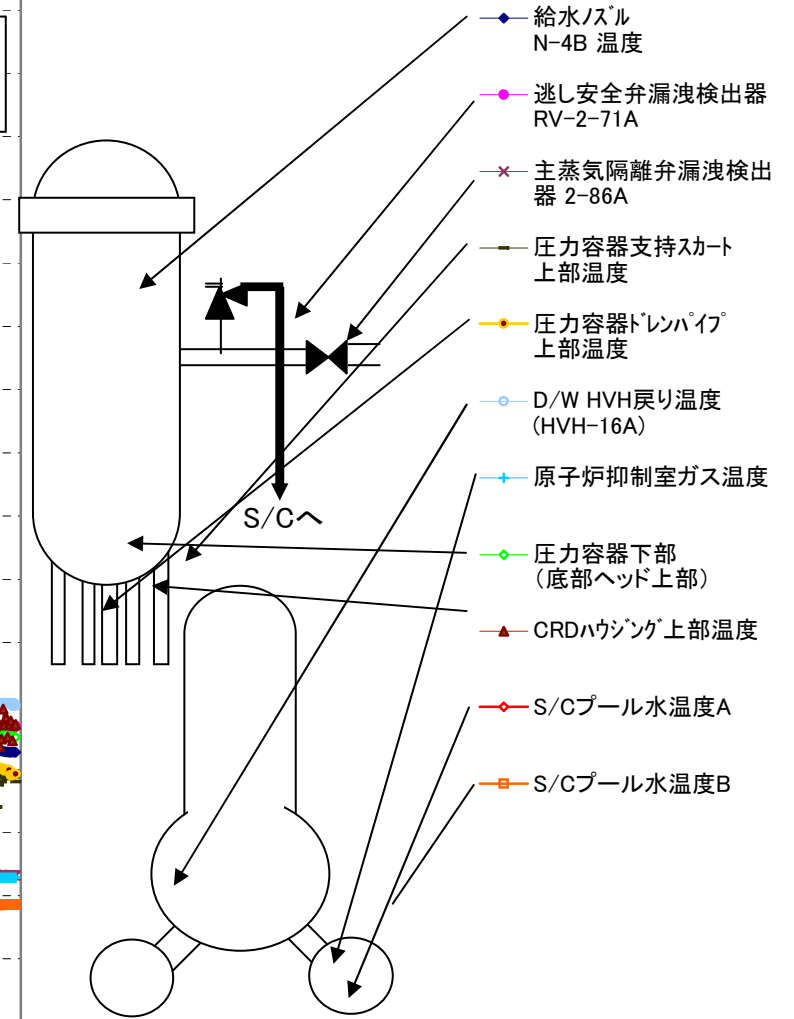 給水ﾉｽﾞﾙ
N-4B 温度
逃し安全弁漏洩検出器
RV-2-71A
主蒸気隔離弁漏洩検出
器 2-86A
圧力容器支持ｽｶｰﾄ
上部温度
圧力容器ﾄﾞﾚﾝﾊﾟｲﾌﾟ
上部温度
D/W HVH戻り温度
(HVH-16A)
原子炉抑制室ガス温度
S/Cへ
圧力容器下部
（底部ヘッド上部）
CRDﾊｳｼﾞﾝｸﾞ上部温度
S/Cプール水温度A
S/Cプール水温度B